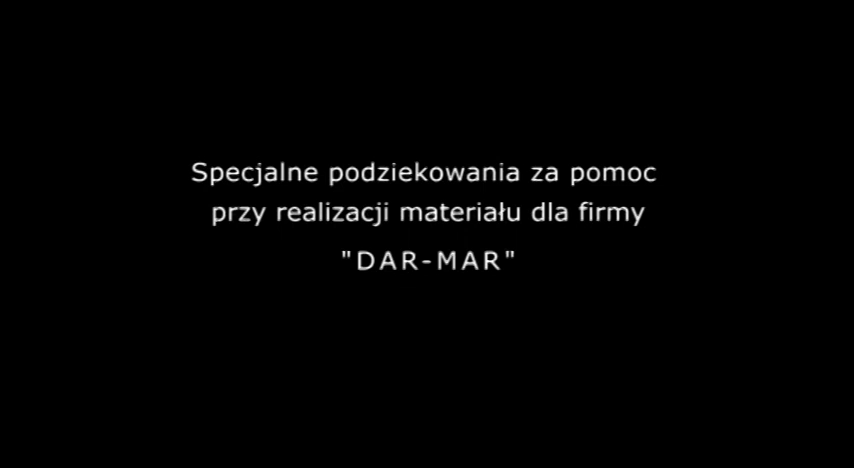 Specjalne podziekowania za pomoc
przy realizacji materiału dla firmy
"DAR-MAR"